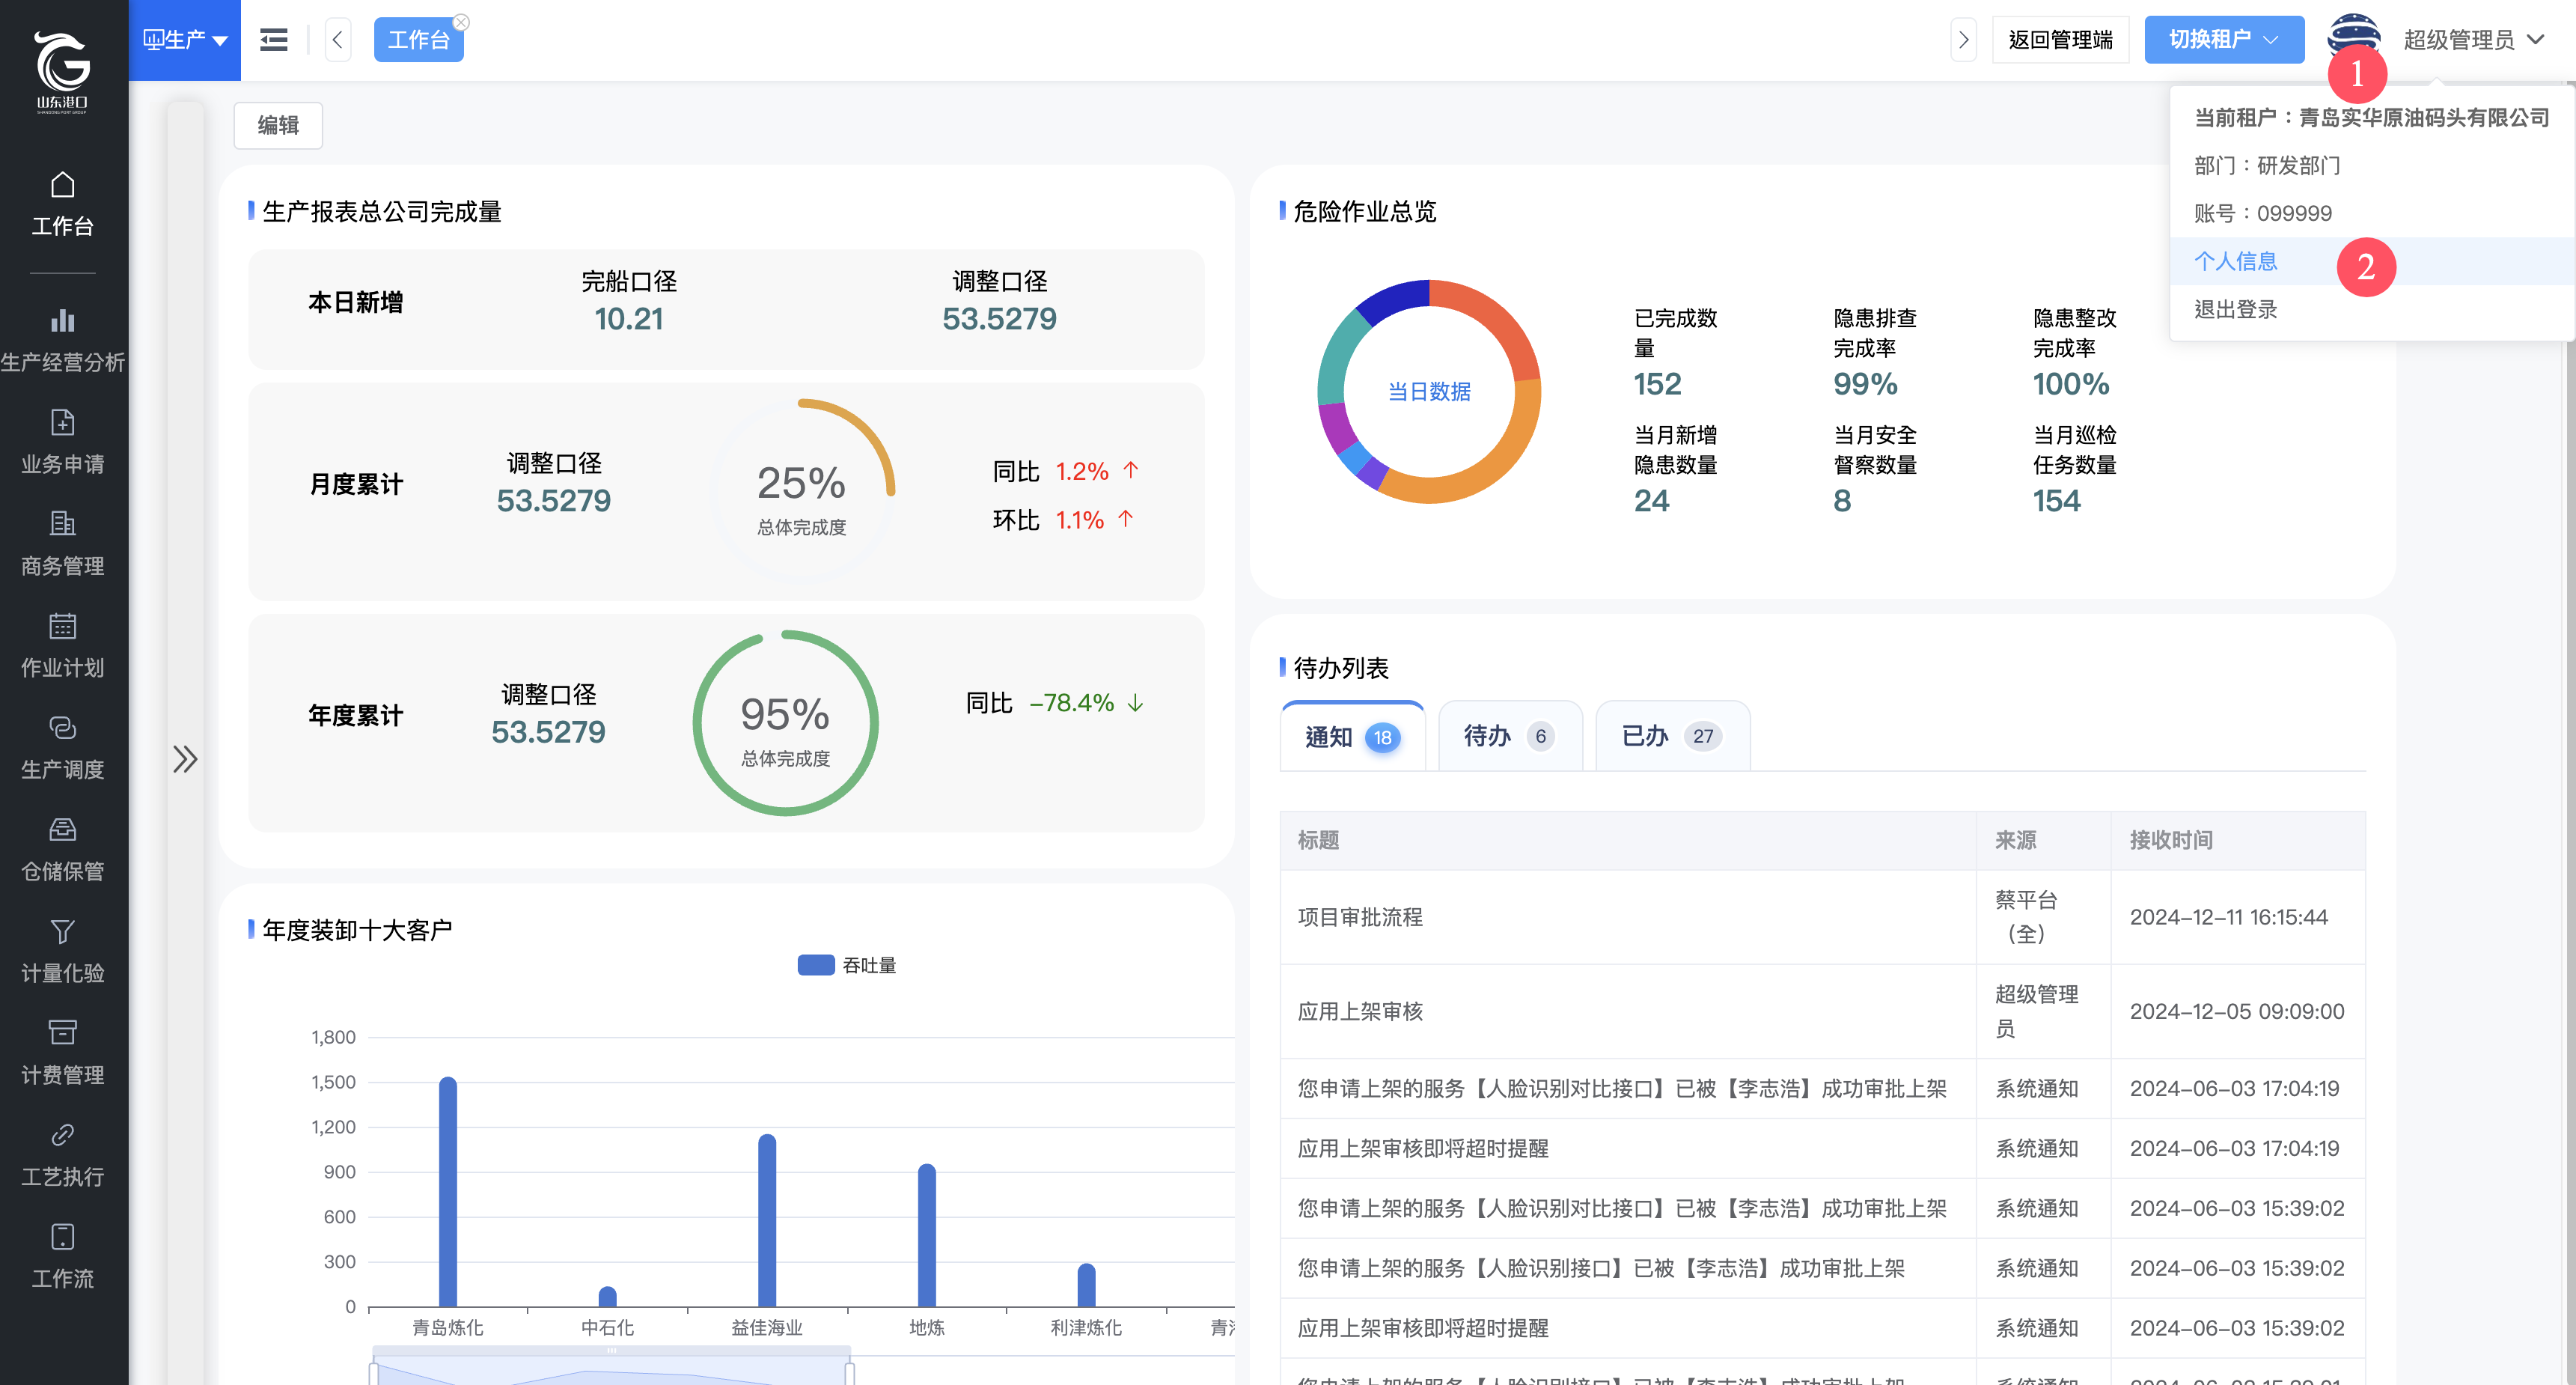 山东港口
SHANDONG PORT GROUP
生产
工作台
返回管理端
切换租户
超级管理员
1
当前租户：青岛实华原油码头有限公司
部门：研发部门
账号：099999
个人信息
2
退出登录
工作台
生产经营分析
业务申请
商务管理
作业计划
生产调度
仓储保管
计量化验
计费管理
工艺执行
工作流
编辑
生产报表总公司完成量
本日新增
完船口径
10.21
调整口径
53.5279
月度累计
调整口径
53.5279
25%
总体完成度
同比 1.2%
环比 1.1%
年度累计
调整口径
53.5279
95%
总体完成度
同比 -78.4%
年度装卸十大客户
吞吐量
1,800
1,500
1,200
900
600
300
0
青岛炼化 中石化 益佳海业 地炼 利津炼化
危险作业总览
当日数据
已完成数
量
152
隐患排查
完成率
99%
隐患整改
完成率
100%
当月新增
隐患数量
24
当月安全
督察数量
8
当月巡检
任务数量
154
待办列表
通知 18 待办 6 已办 27
标题 来源 接收时间
项目审批流程 蔡平台
（全） 2024-12-11 16:15:44
应用上架审核 超级管理
员 2024-12-05 09:09:00
您申请上架的服务【人脸识别对比接口】已被【李志浩】成功审批上架 系统通知 2024-06-03 17:04:19
应用上架审核即将超时提醒 系统通知 2024-06-03 17:04:19
您申请上架的服务【人脸识别对比接口】已被【李志浩】成功审批上架 系统通知 2024-06-03 15:39:02
您申请上架的服务【人脸识别接口】已被【李志浩】成功审批上架 系统通知 2024-06-03 15:39:02
应用上架审核即将超时提醒 系统通知 2024-06-03 15:39:02